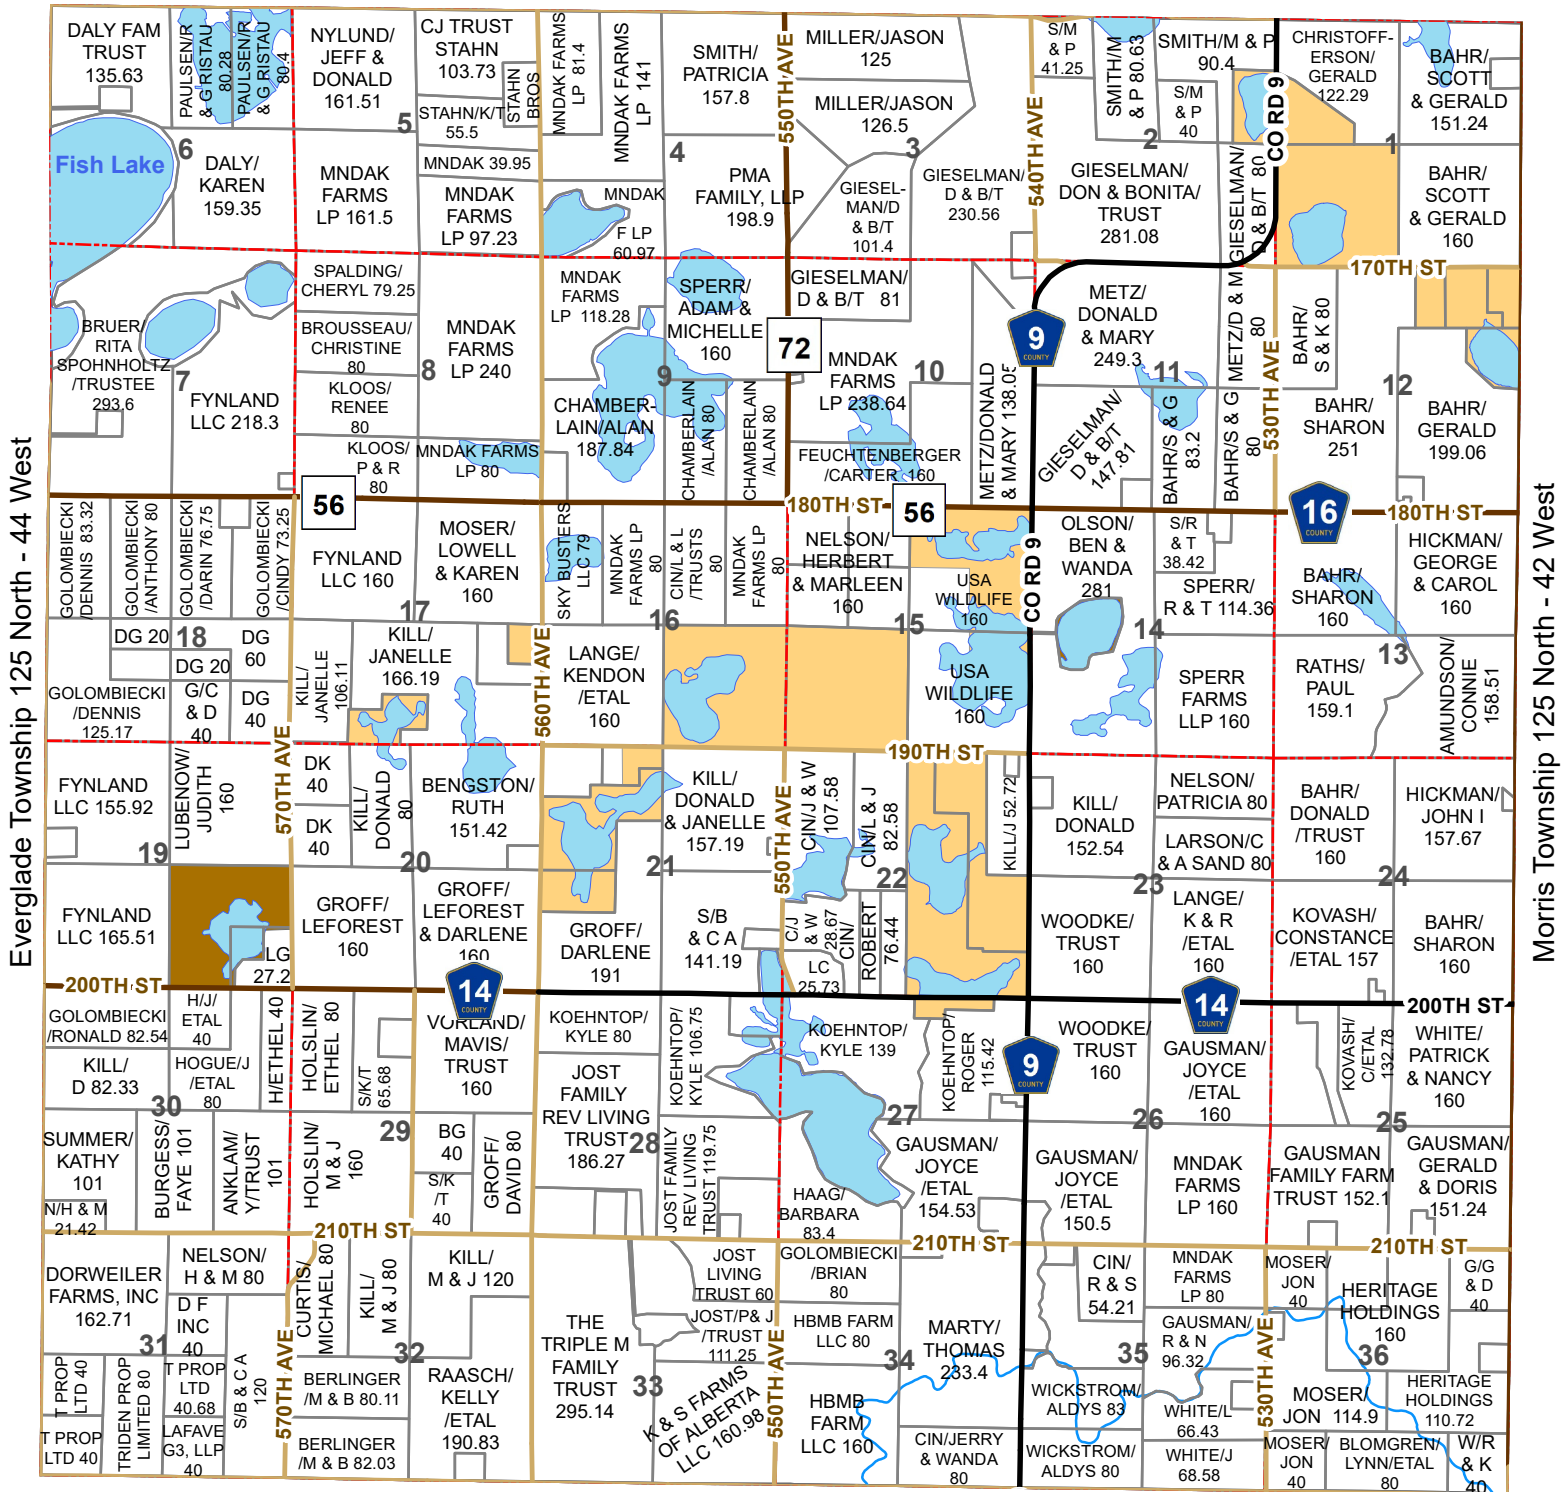 DALY FAM
TRUST
135.63
PAULSEN/R
& G RISTAU
80.28
PAULSEN/R
& G RISTAU
80.4
NYLUND/
JEFF &
DONALD
161.51
CJ TRUST
STAHN
103.73
STAHN/K/T
55.5
STAHN
BROS
5
MNDAK FARMS
LP 81.4
MNDAK FARMS
LP 141
SMITH/
PATRICIA
157.8
4
550TH AVE
MILLER/JASON
125
MILLER/JASON
126.5
3
540TH AVE
S/M
& P
41.25
SMITH/M
& P 80.63
SMITH/M & P
90.4
S/M
& P
40
2
CO RD 9
CHRISTOFF-
ERSON/
GERALD
122.29
BAHR/
SCOTT
& GERALD
151.24
1
Fish Lake
6
DALY/
KAREN
159.35
MNDAK
FARMS
LP 161.5
MNDAK 39.95
MNDAK
FARMS
LP 97.23
MNDAK
F LP
60.97
PMA
FAMILY, LLP
198.9
GIESEL-
MAN/D
& B/T
101.4
GIESELMAN/
D & B/T
230.56
GIESELMAN/
DON & BONITA/
TRUST
281.08
GIESELMAN/
D & B/T 80
BAHR/
SCOTT
& GERALD
160
170TH ST
BRUER/
RITA
SPOHNHOLTZ
/TRUSTEE
293.6
7
FYNLAND
LLC 218.3
SPALDING/
CHERYL 79.25
BROUSSEAU/
CHRISTINE
80
KLOOS/
RENEE
80
KLOOS/
P & R
80
MNDAK
FARMS
LP 240
8
MNDAK FARMS
LP 80
MNDAK
FARMS
LP 118.28
SPERR/
ADAM &
MICHELLE
160
9
CHAMBER-
LAIN/ALAN
187.84
CHAMBERLAIN
/ALAN 80
CHAMBERLAIN
/ALAN 80
72
GIESELMAN/
D & B/T 81
MNDAK
FARMS
LP 238.64
10
FEUCHTENBERGER
/CARTER 160
METZ/DONALD
& MARY 138.05
9
COUNTY
METZ/
DONALD
& MARY
249.3
11
GIESELMAN/
D & B/T
147.81
BAHR/S & G
83.2
METZ/D & M
80
BAHR/S & G
80
530TH AVE
BAHR/
S & K 80
12
BAHR/
SHARON
251
BAHR/
GERALD
199.06
56
180TH ST
56
16
COUNTY
180TH ST
GOLOMBIECKI
/DENNIS 83.32
GOLOMBIECKI
/ANTHONY 80
GOLOMBIECKI
/DARIN 76.75
GOLOMBIECKI
/CINDY 73.25
FYNLAND
LLC 160
MOSER/
LOWELL
& KAREN
160
17
SKY BUSTERS
LLC 79
MNDAK
FARMS LP
80
CIN/L & L
/TRUSTS
80
MNDAK
FARMS LP
80
16
NELSON/
HERBERT
& MARLEEN
160
15
USA
WILDLIFE
160
CO RD 9
OLSON/
BEN &
WANDA
281
S/R
& T
38.42
SPERR/
R & T 114.36
14
BAHR/
SHARON
160
HICKMAN/
GEORGE
& CAROL
160
13
DG 20
18
DG 20
DG
60
GOLOMBIECKI
/DENNIS
125.17
G/C
& D
40
DG
40
570TH AVE
KILL/
JANELLE
106.11
KILL/
JANELLE
166.19
560TH AVE
LANGE/
KENDON
/ETAL
160
USA
WILDLIFE
160
SPERR
FARMS
LLP 160
RATHS/
PAUL
159.1
AMUNDSON/
CONNIE
158.51
190TH ST
FYNLAND
LLC 155.92
19
LUBENOW/
JUDITH
160
DK
40
DK
40
KILL/
DONALD
80
BENGSTON/
RUTH
151.42
20
KILL/
DONALD
& JANELLE
157.19
21
550TH AVE
CIN/J & W
107.58
CIN/L & J
82.58
22
KILL/J 52.72
KILL/
DONALD
152.54
NELSON/
PATRICIA 80
LARSON/C
& A SAND 80
23
BAHR/
DONALD
/TRUST
160
HICKMAN/
JOHN I
157.67
24
FYNLAND
LLC 165.51
LG
27.2
GROFF/
LEFOREST
160
GROFF/
LEFOREST
& DARLENE
160
GROFF/
DARLENE
191
S/B
& C A
141.19
C/J
& W
28.67
LC
25.73
CIN/
ROBERT
76.44
WOODKE/
TRUST
160
LANGE/
K & R
/ETAL
160
KOVASH/
CONSTANCE
/ETAL 157
BAHR/
SHARON
160
200TH ST
14
COUNTY
14
COUNTY
200TH ST
GOLOMBIECKI
/RONALD 82.54
KILL/
D 82.33
30
H/J/
ETAL
40
HOGUE/J
/ETAL
80
H/ETHEL 40
HOLSLIN/
ETHEL 80
S/K/T
65.68
VORLAND/
MAVIS/
TRUST
160
29
KOEHNTOP/
KYLE 80
JOST
FAMILY
REV LIVING
TRUST
186.27
28
KOEHNTOP/
KYLE 106.75
JOST FAMILY
REV LIVING
TRUST 119.75
KOEHNTOP/
KYLE 139
27
KOEHNTOP/
ROGER
115.42
9
COUNTY
WOODKE/
TRUST
160
GAUSMAN/
JOYCE
/ETAL
160
26
KOVASH/
C/ETAL
132.78
WHITE/
PATRICK
& NANCY
160
25
SUMMER/
KATHY
101
N/H & M
21.42
BURGESS/
FAYE 101
ANKLAM/
Y/TRUST
101
HOLSLIN/
M & J
160
BG
40
S/K
/T
40
GROFF/
DAVID 80
HAAG/
BARBARA
83.4
GAUSMAN/
JOYCE
/ETAL
154.53
GAUSMAN/
JOYCE
/ETAL
150.5
MNDAK
FARMS
LP 160
GAUSMAN
FAMILY FARM
TRUST 152.1
GAUSMAN/
GERALD
& DORIS
151.24
210TH ST
210TH ST
210TH ST
DORWEILER
FARMS, INC
162.71
31
NELSON/
H & M 80
D F
INC
40
T PROP
LTD 40
T PROP
LTD 40
TRIDEN PROP
LIMITED 80
T PROP
LTD
40.68
LAFAVE
G3, LLP
40
S/B & C A
120
570TH AVE
CURTIS/
MICHAEL 80
KILL/
M & J 80
KILL/
M & J 120
32
BERLINGER
/M & B 80.11
BERLINGER
/M & B 82.03
RAASCH/
KELLY
/ETAL
190.83
THE
TRIPLE M
FAMILY
TRUST
295.14
33
JOST
LIVING
TRUST 60
JOST/P& J
/TRUST
111.25
K & S FARMS
OF ALBERTA
LLC 160.98
550TH AVE
GOLOMBIECKI
/BRIAN
80
HBMB FARM
LLC 80
34
HBMB
FARM
LLC 160
MARTY/
THOMAS
233.4
CIN/JERRY
& WANDA
80
CIN/
R & S
54.21
MNDAK
FARMS
LP 80
35
GAUSMAN/
R & N
96.32
WICKSTROM/
ALDYS 83
WICKSTROM/
ALDYS 80
WHITE/L
66.43
WHITE/J
68.58
530TH AVE
MOSER/
JON
40
HERITAGE
HOLDINGS
160
36
G/G
& D
40
MOSER/
JON 114.9
HERITAGE
HOLDINGS
110.72
MOSER/
JON
40
BLOMGREN/
LYNN/ETAL
80
W/R
& K
40
Everglade Township 125 North - 44 West
Morris Township 125 North - 42 West